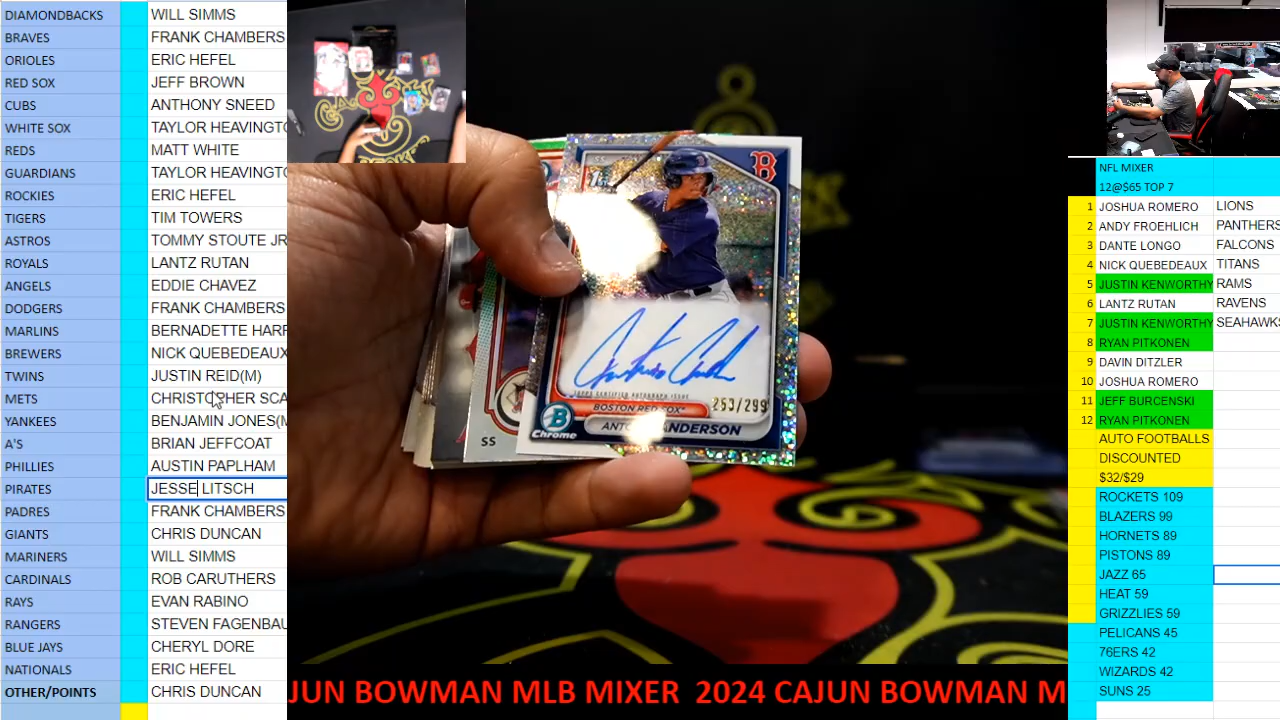 DIAMONDBACKS WILL SIMMS
BRAVES FRANK CHAMBERS
ORIOLES ERIC HEFEL
RED SOX JEFF BROWN
CUBS ANTHONY SNEED
WHITE SOX TAYLOR HEAVINGTO
REDS MATT WHITE
GUARDIANS TAYLOR HEAVINGTO
ROCKIES ERIC HEFEL
TIGERS TIM TOWERS
ASTROS TOMMY STOUTE JR
ROYALS LANTZ RUTAN
ANGELS EDDIE CHAVEZ
DODGERS FRANK CHAMBERS
MARLINS BERNADETTE HARR
BREWERS NICK QUEBEDEAUX
TWINS JUSTIN REID(M)
METS CHRISTOPHER SCA
YANKEES BENJAMIN JONES(M
A'S BRIAN JEFFCOAT
PHILLIES AUSTIN PAPLHAM
PIRATES JESSE LITSCH
PADRES FRANK CHAMBERS
GIANTS CHRIS DUNCAN
MARINERS WILL SIMMS
CARDINALS ROB CARUTHERS
RAYS EVAN RABINO
RANGERS STEVEN FAGENBAU
BLUE JAYS CHERYL DORE
NATIONALS ERIC HEFEL
OTHER/POINTS CHRIS DUNCAN
SS
1st
B
TOPPS CERTIFIED AUTOGRAPH ISSUE
253/299
BOSTON RED SOX
ANDERSON
B
Chrome
SS
JUN BOWMAN MLB MIXER 2024 CAJUN BOWMAN M
NFL MIXER
12@$65 TOP 7
1 JOSHUA ROMERO LIONS
2 ANDY FROEHLICH PANTHERS
3 DANTE LONGO FALCONS
4 NICK QUEBEDEAUX TITANS
5 JUSTIN KENWORTHY RAMS
6 LANTZ RUTAN RAVENS
7 JUSTIN KENWORTHY SEAHAWKS
8 RYAN PITKONEN
9 DAVIN DITZLER
10 JOSHUA ROMERO
11 JEFF BURCENSKI
12 RYAN PITKONEN
AUTO FOOTBALLS
DISCOUNTED
$32/$29
ROCKETS 109
BLAZERS 99
HORNETS 89
PISTONS 89
JAZZ 65
HEAT 59
GRIZZLIES 59
PELICANS 45
76ERS 42
WIZARDS 42
SUNS 25